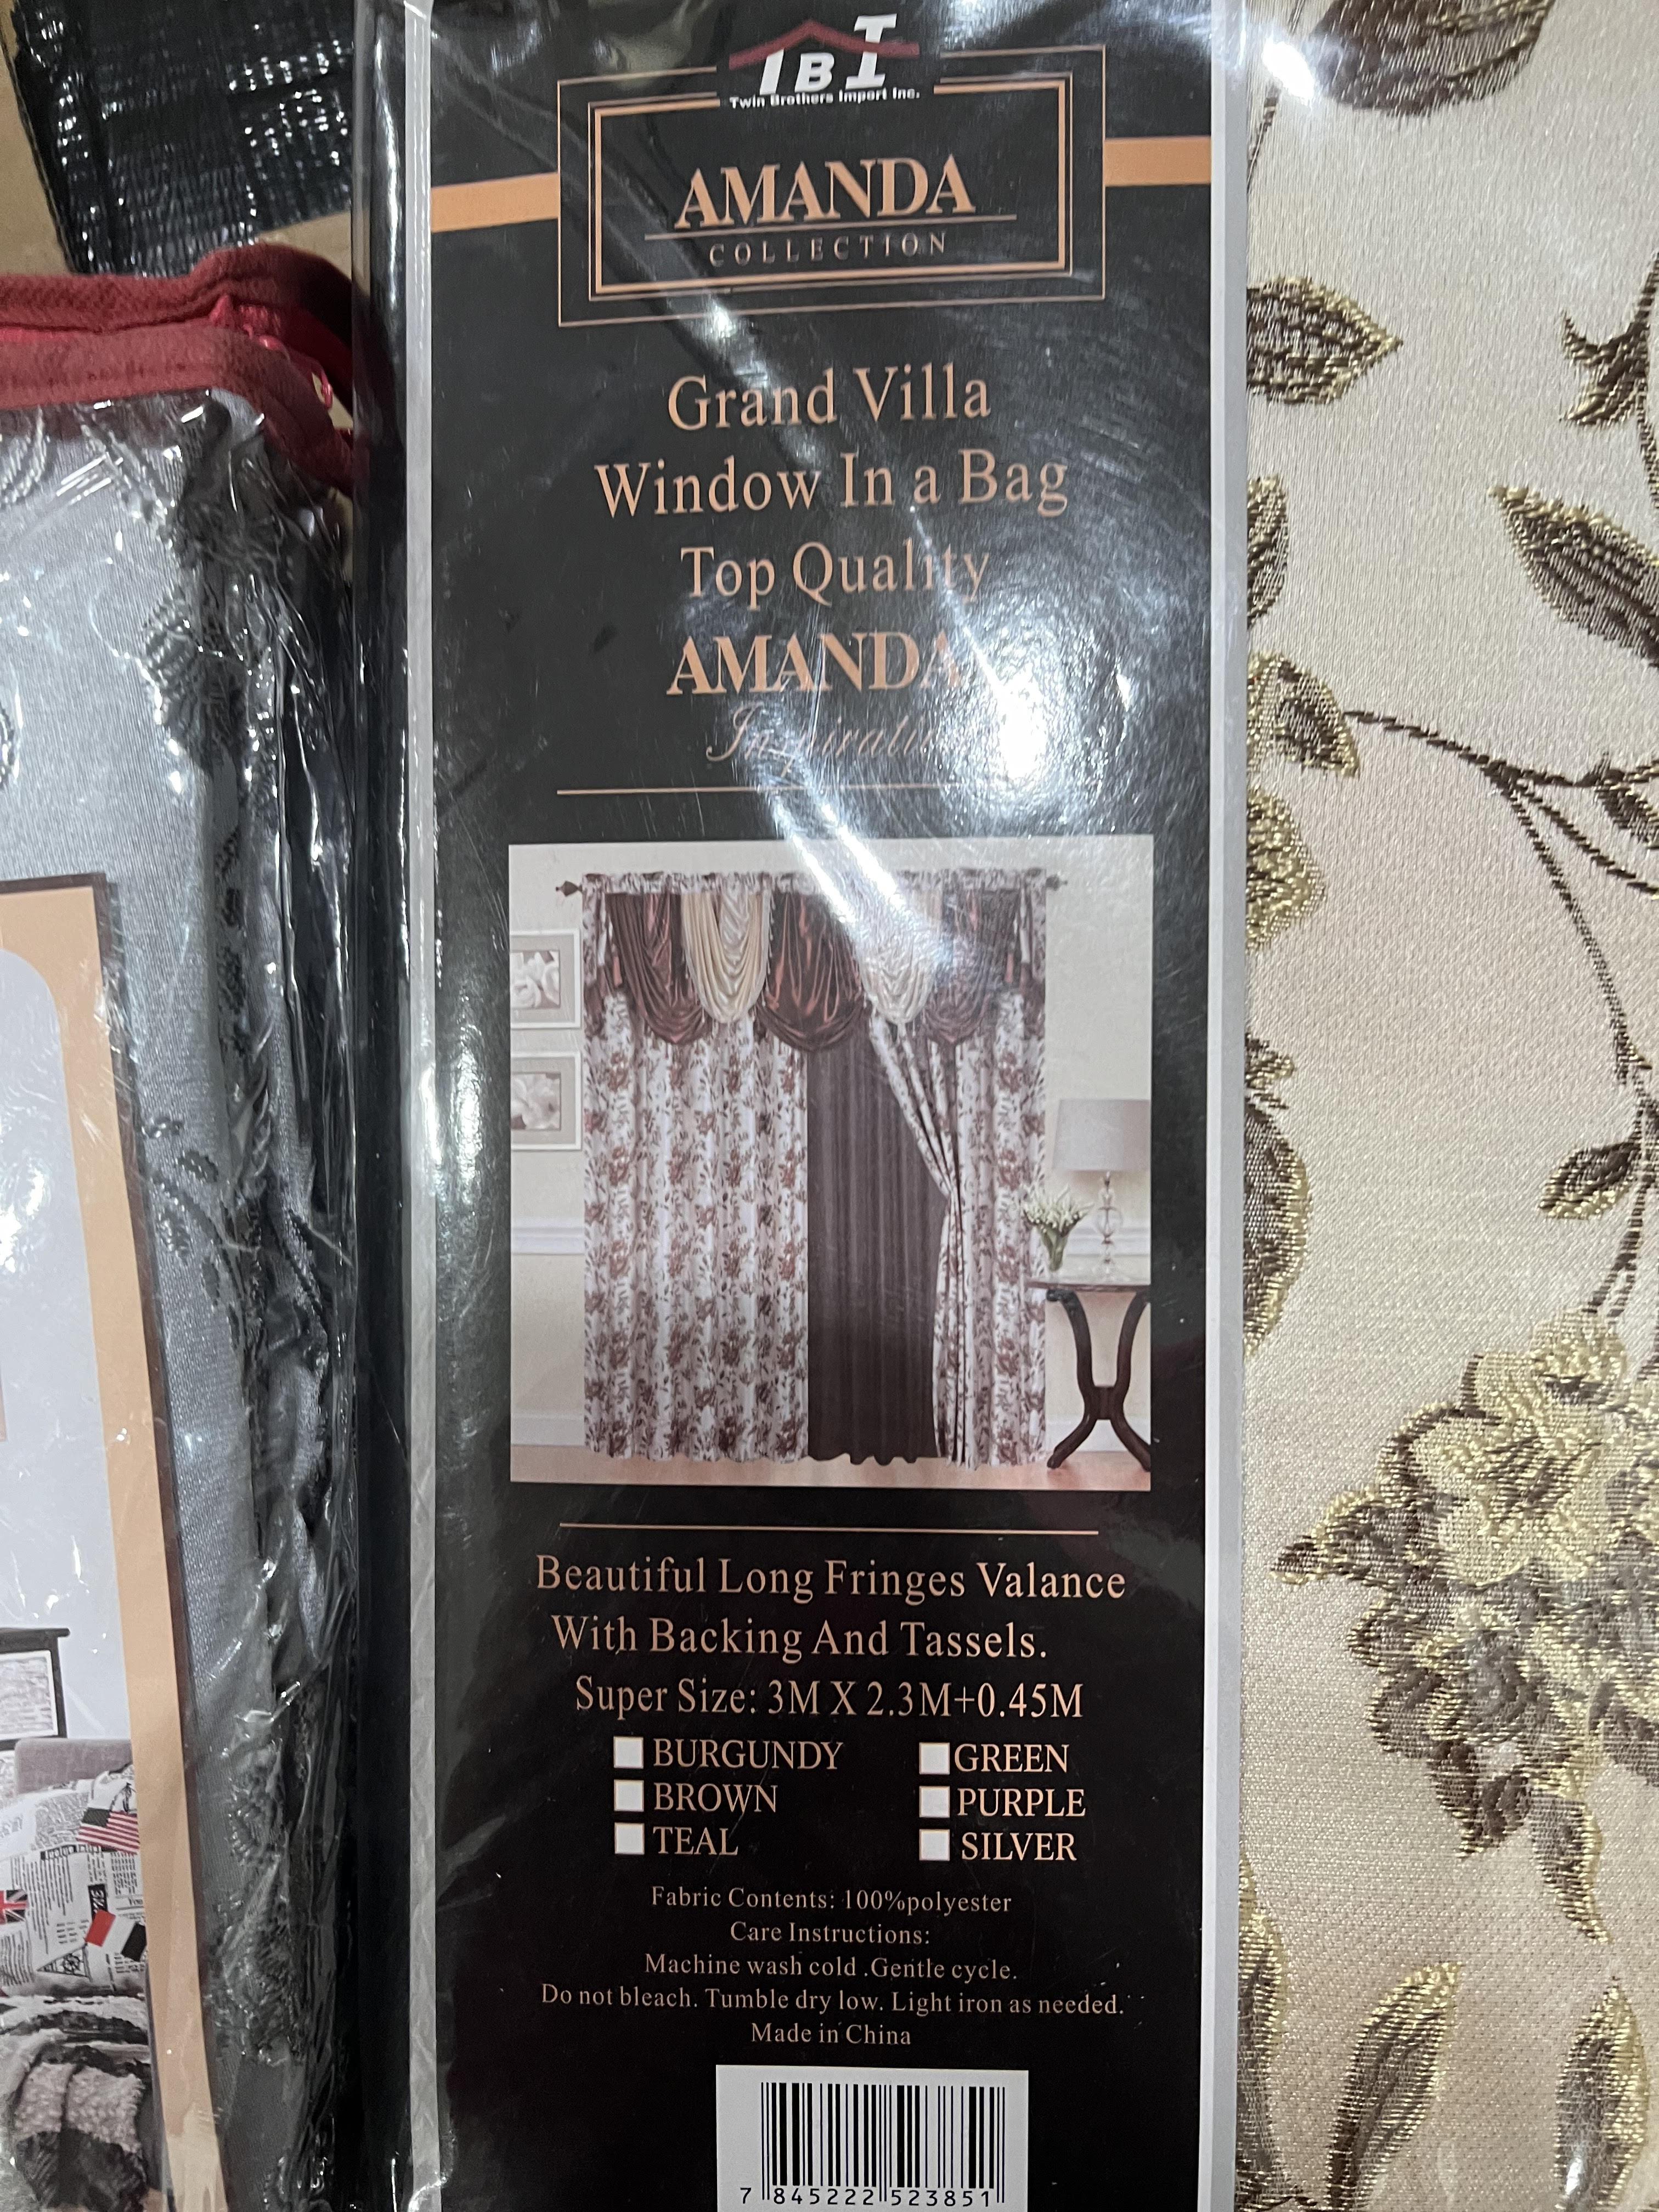 TBI
Twin Brothers Import Inc.
AMANDA
COLLECTION
Grand Villa
Window In a Bag
Top Quality
AMANDA
Beautiful Long Fringes Valance
With Backing And Tassels.
Super Size: 3M X 2.3M+0.45M
BURGUNDY GREEN
BROWN PURPLE
TEAL SILVER
Fabric Contents: 100%polyester
Care Instructions:
Machine wash cold .Gentle cycle.
Do not bleach. Tumble dry low. Light iron as needed.
Made in China
7 845222 523851